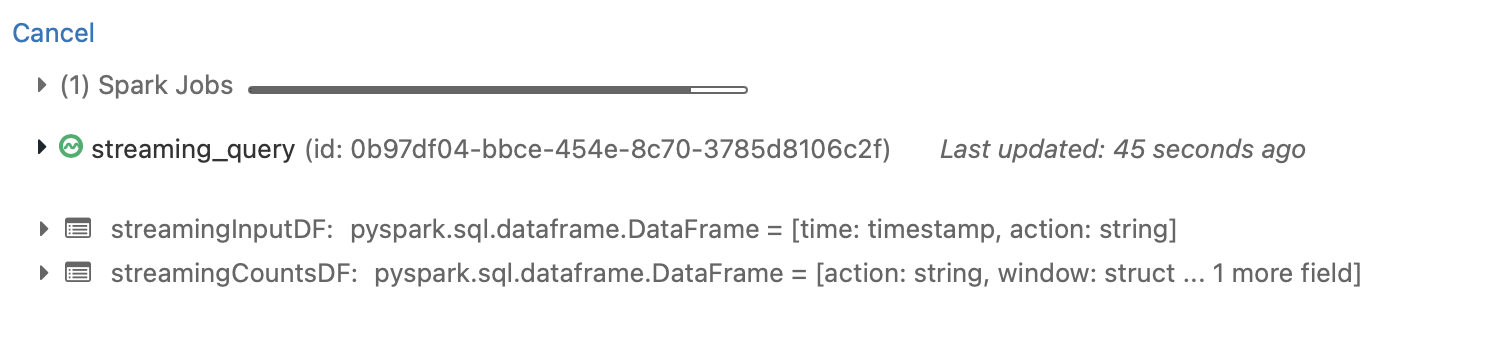 Cancel
(1) Spark Jobs
streaming_query (id: 0b97df04-bbce-454e-8c70-3785d8106c2f) Last updated: 45 seconds ago
streamingInputDF: pyspark.sql.dataframe.DataFrame = [time: timestamp, action: string]
streamingCountsDF: pyspark.sql.dataframe.DataFrame = [action: string, window: struct ... 1 more field]